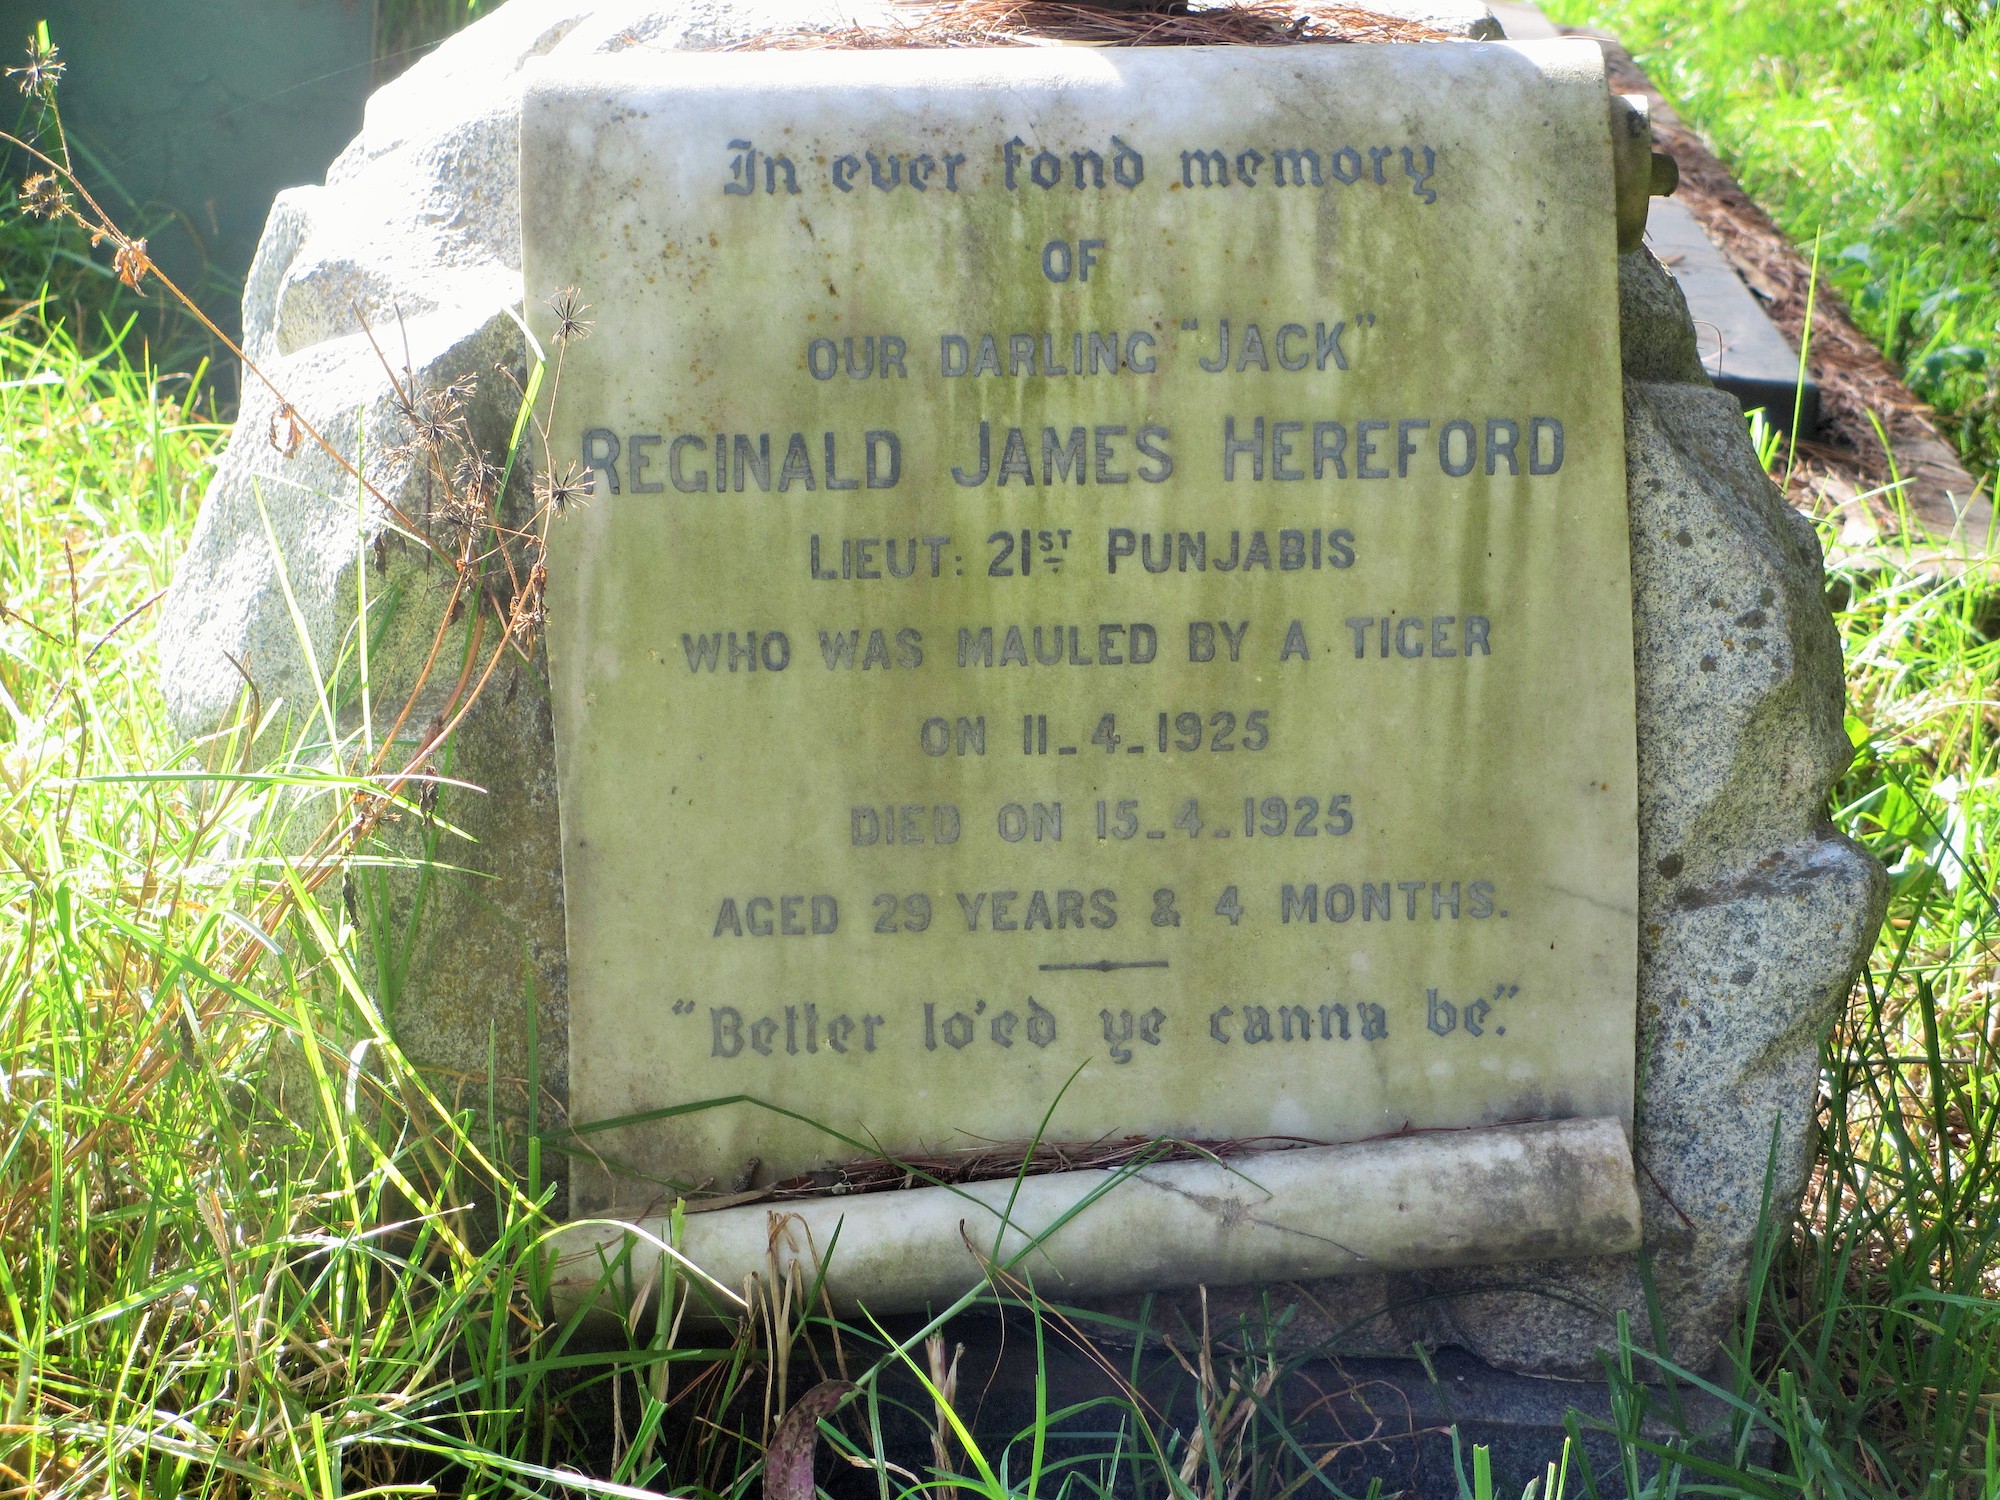 In ever fond memory
OF
OUR DARLING "JACK"
REGINALD JAMES HEREFORD
LIEUT: 21ST PUNJABIS
WHO WAS MAULED BY A TIGER
ON 11-4-1925
DIED ON 15-4-1925
AGED 29 YEARS & 4 MONTHS.
"Better lo'ed ye canna be."